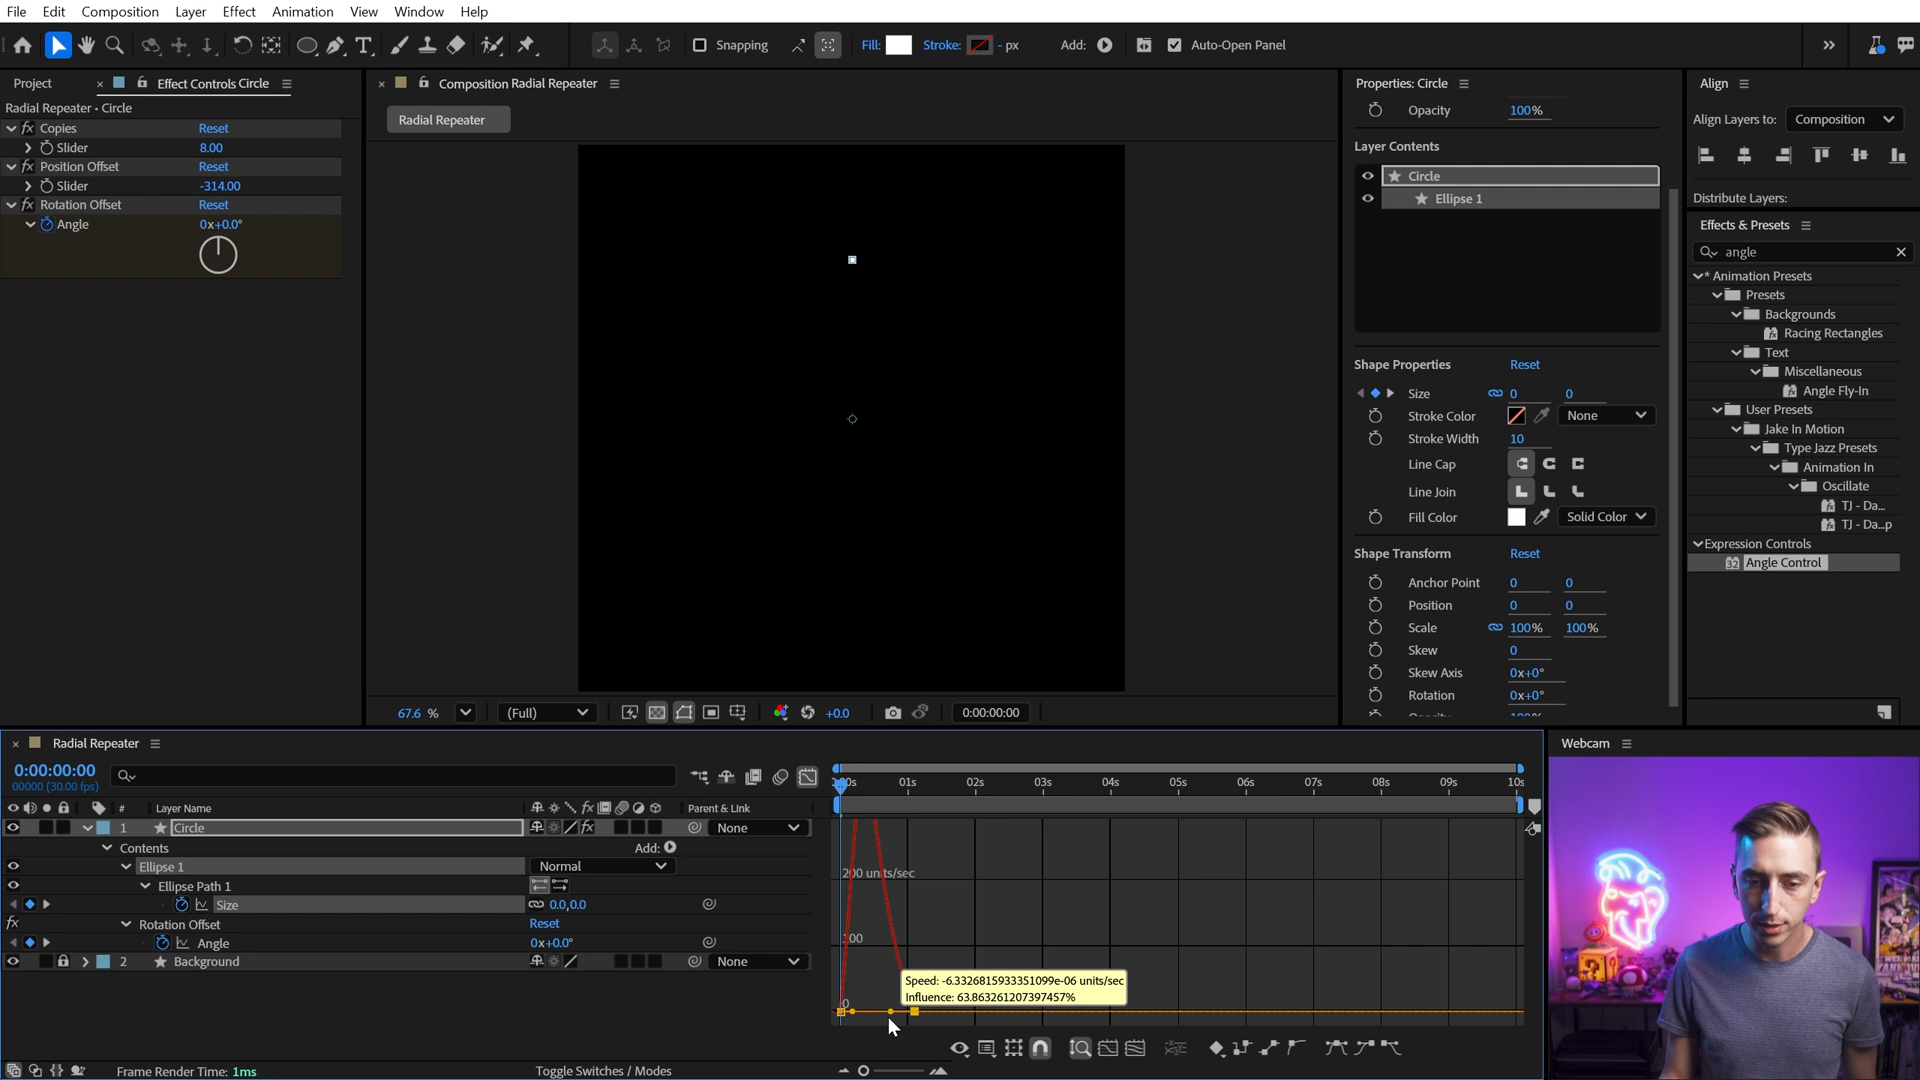 File Edit Composition Layer Effect Animation View Window Help
Snapping
Fill: Stroke: - px Add: Auto-Open Panel
Project Effect Controls Circle
Radial Repeater • Circle
fx Copies Reset
Slider 8.00
fx Position Offset Reset
Slider -314.00
fx Rotation Offset Reset
Angle 0x+0.0°
Composition Radial Repeater
Radial Repeater
67.6 % (Full) +0.0 0:00:00:00
Properties: Circle
Opacity 100%
Layer Contents
Circle
Ellipse 1
Shape Properties Reset
Size 0 0
Stroke Color None
Stroke Width 10
Line Cap
Line Join
Fill Color Solid Color
Shape Transform Reset
Anchor Point 0 0
Position 0 0
Scale 100% 100%
Skew 0
Skew Axis 0x+0°
Rotation 0x+0°
Align
Align Layers to: Composition
Distribute Layers:
Effects & Presets
angle
* Animation Presets
Presets
Backgrounds
Racing Rectangles
Text
Miscellaneous
Angle Fly-In
User Presets
Jake In Motion
Type Jazz Presets
Animation In
Oscillate
TJ - Da...
TJ - Da...p
Expression Controls
32 Angle Control
Radial Repeater
0:00:00:00
00000 (30.00 fps)
# Layer Name fx Parent & Link
1 Circle fx None
Contents Add:
Ellipse 1 Normal
Ellipse Path 1
Size 0.0,0.0
fx Rotation Offset Reset
Angle 0x+0.0°
2 Background None
Frame Render Time: 1ms Toggle Switches / Modes
01s 02s 03s 04s 05s 06s 07s 08s 09s
200 units/sec
100
0
Speed: -6.3326815933351099e-06 units/sec
Influence: 63.863261207397457%
Webcam